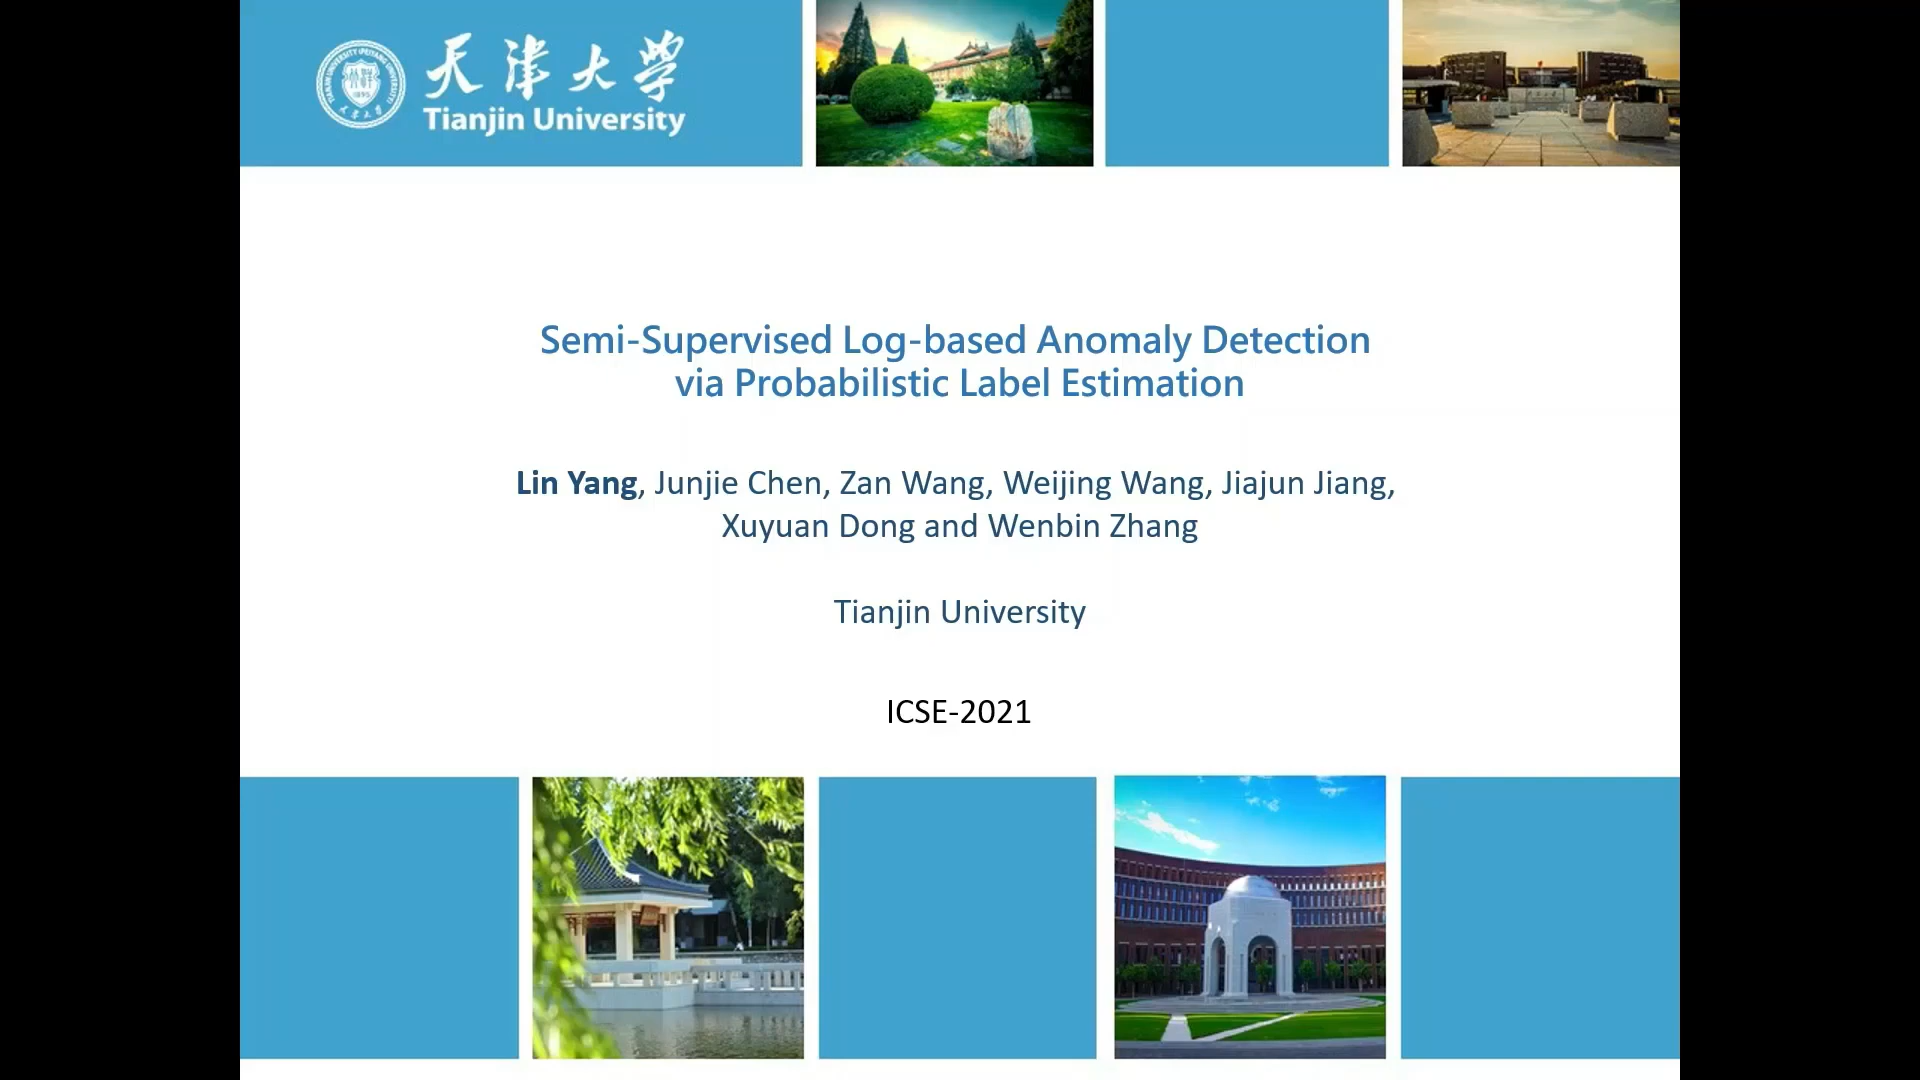 天津大学
Tianjin University
1895
Semi-Supervised Log-based Anomaly Detection
via Probabilistic Label Estimation
Lin Yang, Junjie Chen, Zan Wang, Weijing Wang, Jiajun Jiang,
Xuyuan Dong and Wenbin Zhang
Tianjin University
ICSE-2021